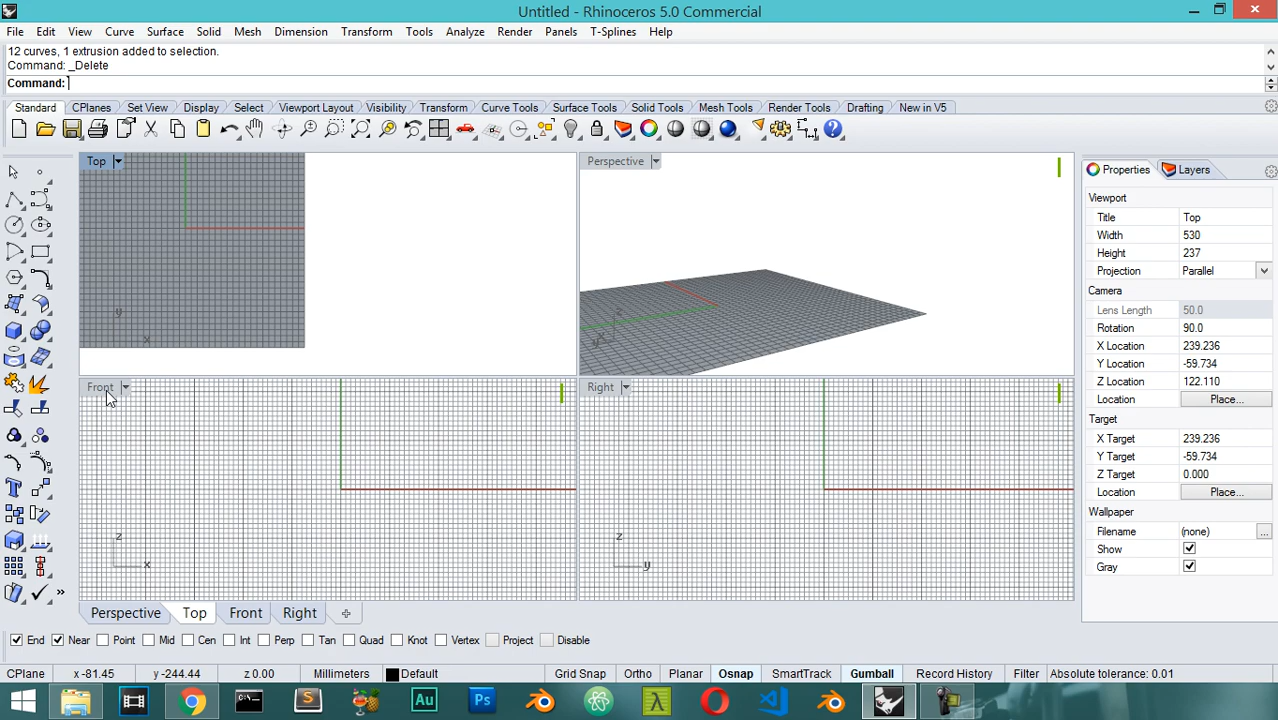 Untitled - Rhinoceros 5.0 Commercial
File Edit View Curve Surface Solid Mesh Dimension Transform Tools Analyze Render Panels T-Splines Help
12 curves, 1 extrusion added to selection.
Command: _Delete
Command:
Standard CPlanes Set View Display Select Viewport Layout Visibility Transform Curve Tools Surface Tools Solid Tools Mesh Tools Render Tools Drafting New in V5
Top
Perspective
y
x
z
y x
Front
Right
z
x
z
y
Perspective Top Front Right +
Properties Layers
Viewport
Title Top
Width 530
Height 237
Projection Parallel
Camera
Lens Length 50.0
Rotation 90.0
X Location 239.236
Y Location -59.734
Z Location 122.110
Location Place...
Target
X Target 239.236
Y Target -59.734
Z Target 0.000
Location Place...
Wallpaper
Filename (none) ...
Show
Gray
End Near Point Mid Cen Int Perp Tan Quad Knot Vertex Project Disable
CPlane x -81.45 y -244.44 z 0.00 Millimeters Default Grid Snap Ortho Planar Osnap SmartTrack Gumball Record History Filter Absolute tolerance: 0.01
Au Ps